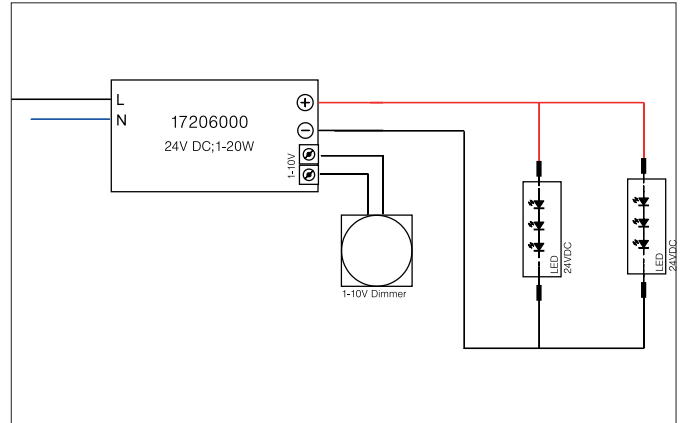 L
N
17206000
24V DC;1-20W
1-10V
1-10V Dimmer
LED
24VDC
LED
24VDC